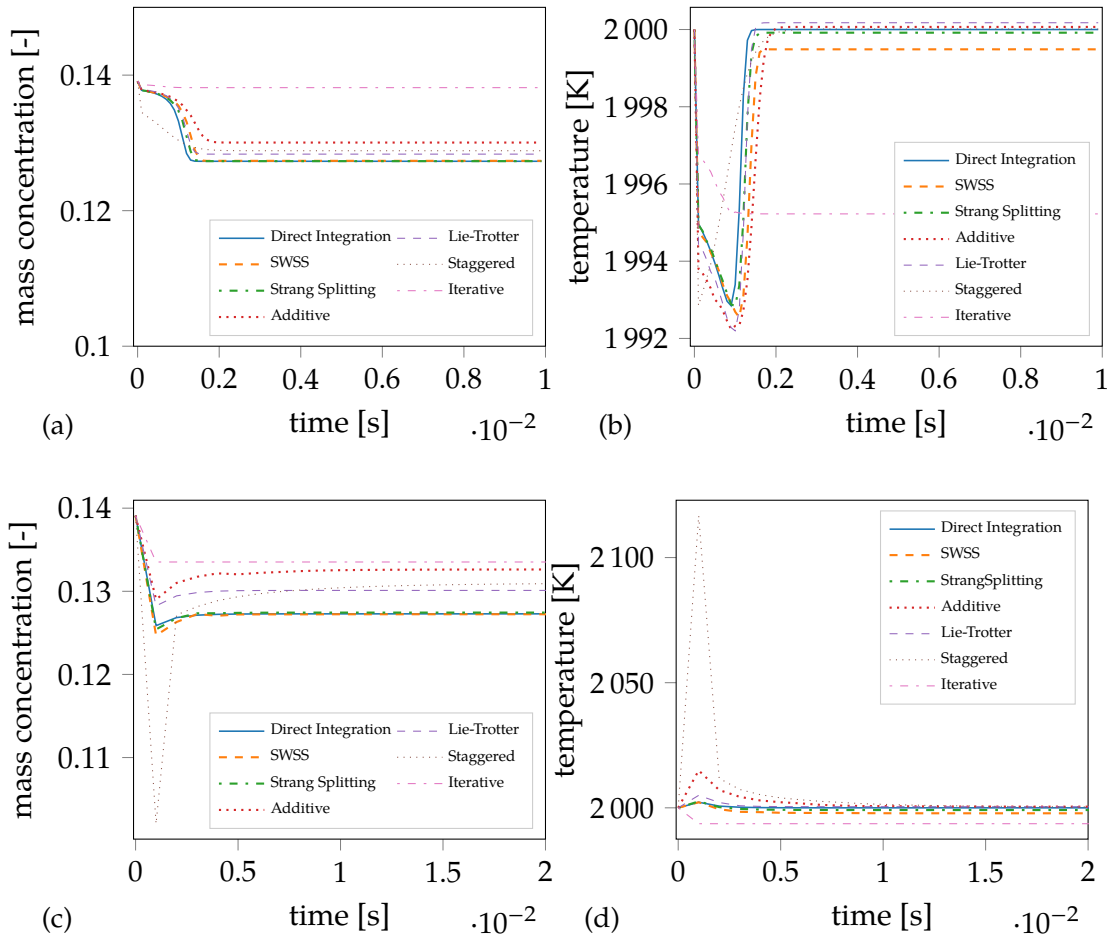 mass concentration [-]
0.14
0.12
0.1
Direct Integration
SWSS
Strang Splitting
Additive
Lie-Trotter
Staggered
Iterative
0 0.2 0.4 0.6 0.8 1
(a) time [s] ·10−2
temperature [K]
2 000
1 998
1 996
1 994
1 992
Direct Integration
SWSS
Strang Splitting
Additive
Lie-Trotter
Staggered
Iterative
0 0.2 0.4 0.6 0.8 1
(b) time [s] ·10−2
mass concentration [-]
0.14
0.13
0.12
0.11
Direct Integration
SWSS
Strang Splitting
Additive
Lie-Trotter
Staggered
Iterative
0 0.5 1 1.5 2
(c) time [s] ·10−2
temperature [K]
2 100
2 050
2 000
Direct Integration
SWSS
StrangSplitting
Additive
Lie-Trotter
Staggered
Iterative
0 0.5 1 1.5 2
(d) time [s] ·10−2